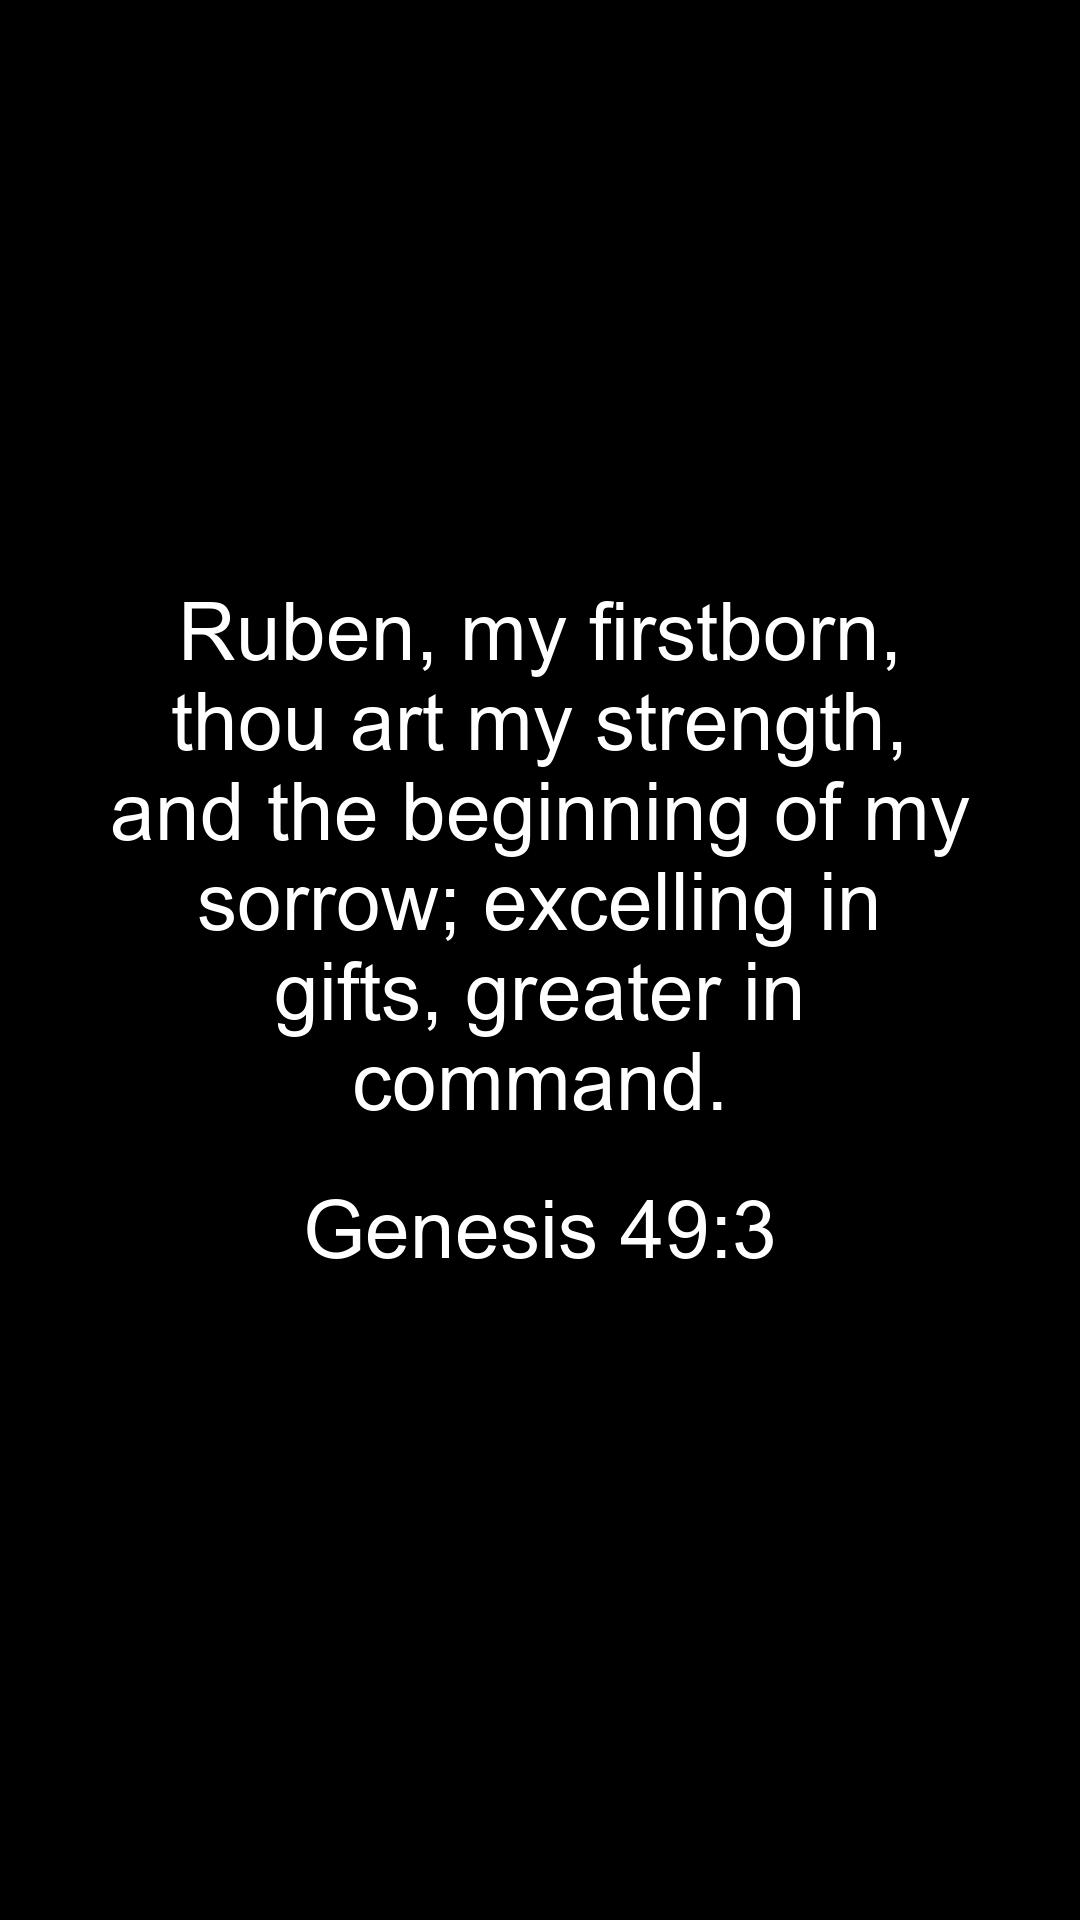 Ruben, my firstborn,
thou art my strength,
and the beginning of my
sorrow; excelling in
gifts, greater in
command.
Genesis 49:3